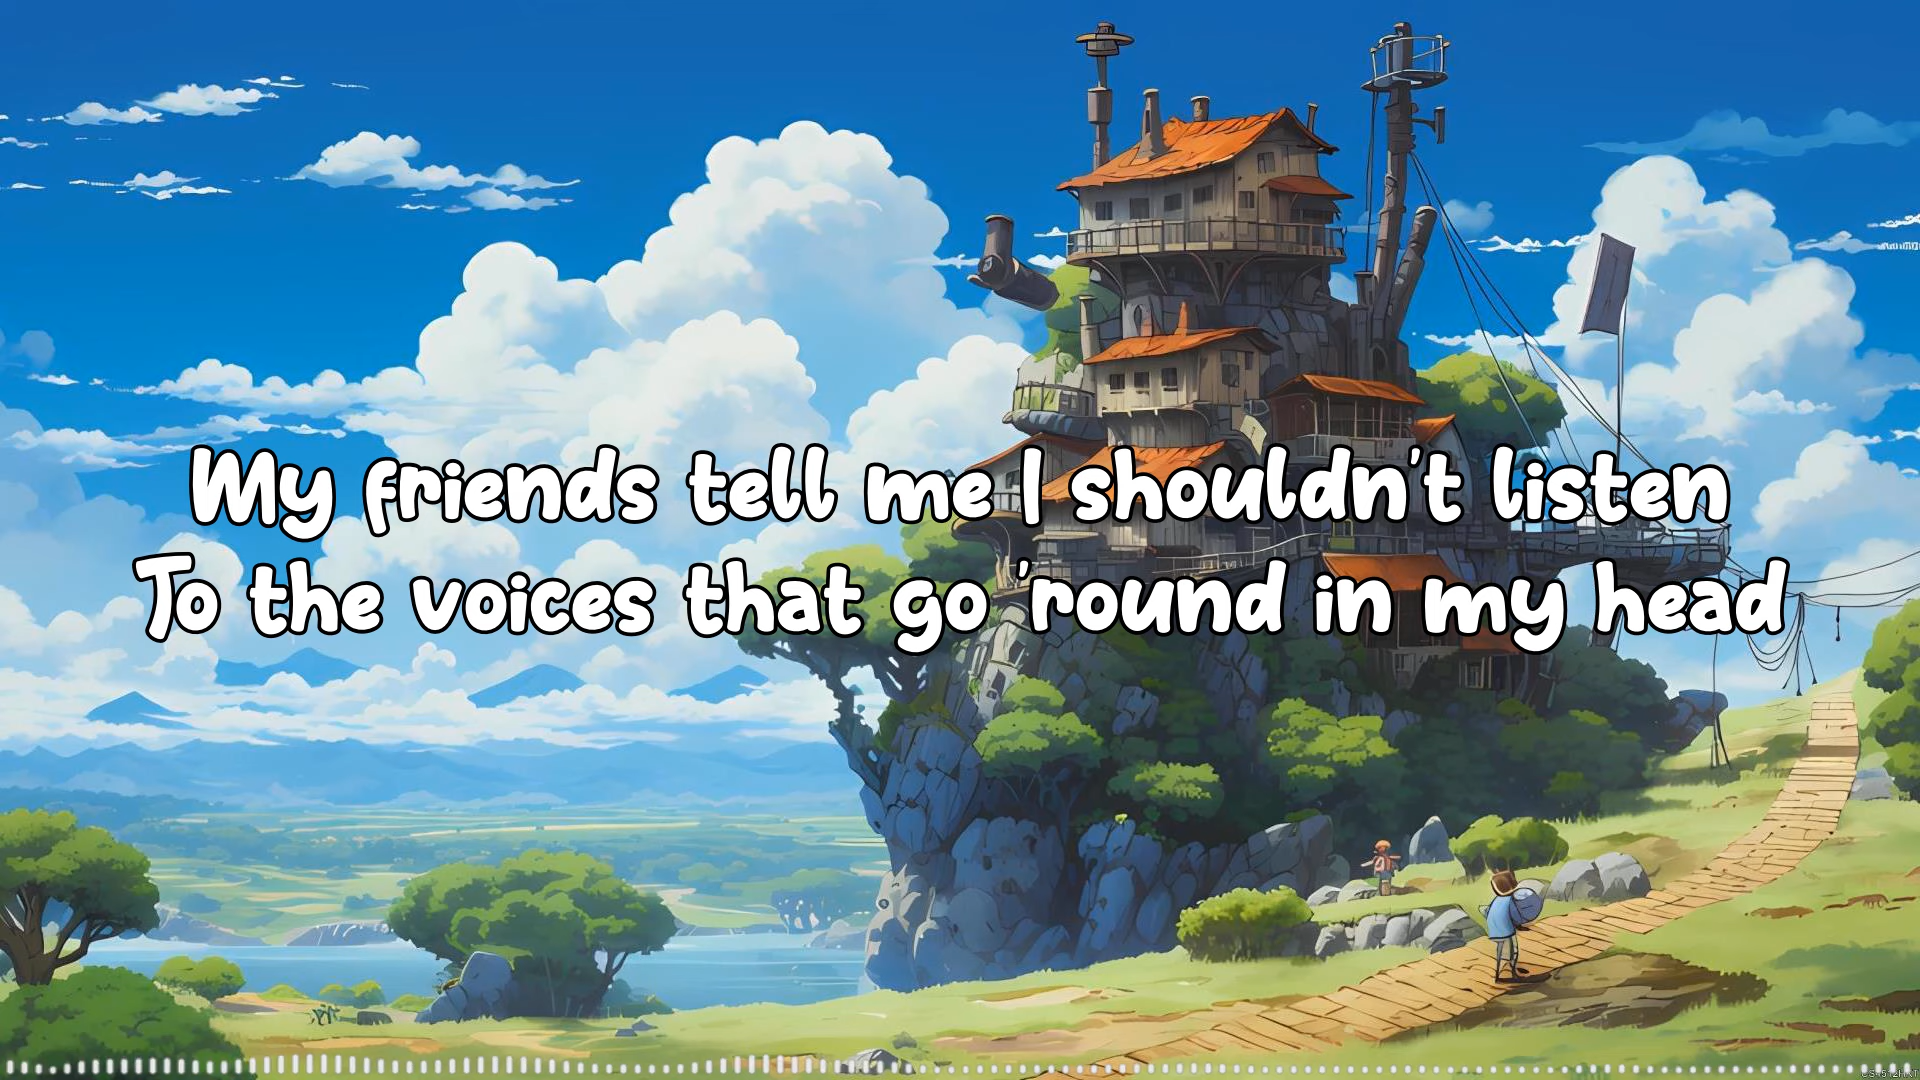 My friends tell me I shouldn't listen
To the voices that go 'round in my head